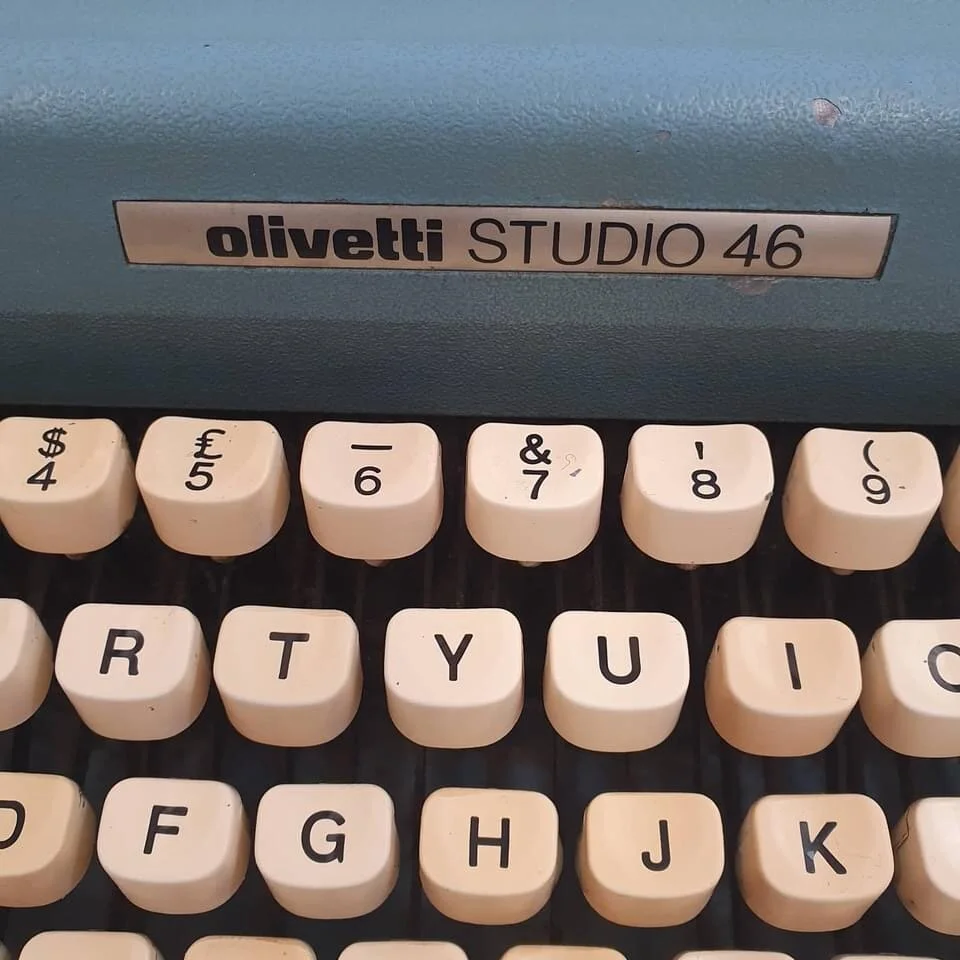 olivetti STUDIO 46
$ £ _ & ' (
4 5 6 7 8 9
R T Y U I O
D F G H J K